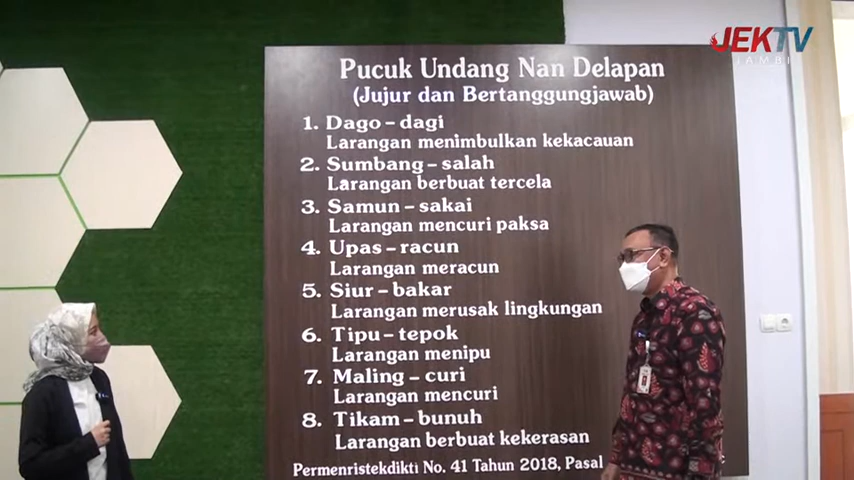 JEKTV
JAMBI
Pucuk Undang Nan Delapan
(Jujur dan Bertanggungjawab)
1. Dago - dagi
Larangan menimbulkan kekacauan
2. Sumbang - salah
Larangan berbuat tercela
3. Samun - sakai
Larangan mencuri paksa
4. Upas - racun
Larangan meracun
5. Siur - bakar
Larangan merusak lingkungan
6. Tipu - tepok
Larangan menipu
7. Maling - curi
Larangan mencuri
8. Tikam - bunuh
Larangan berbuat kekerasan
Permenristekdikti No. 41 Tahun 2018, Pasal